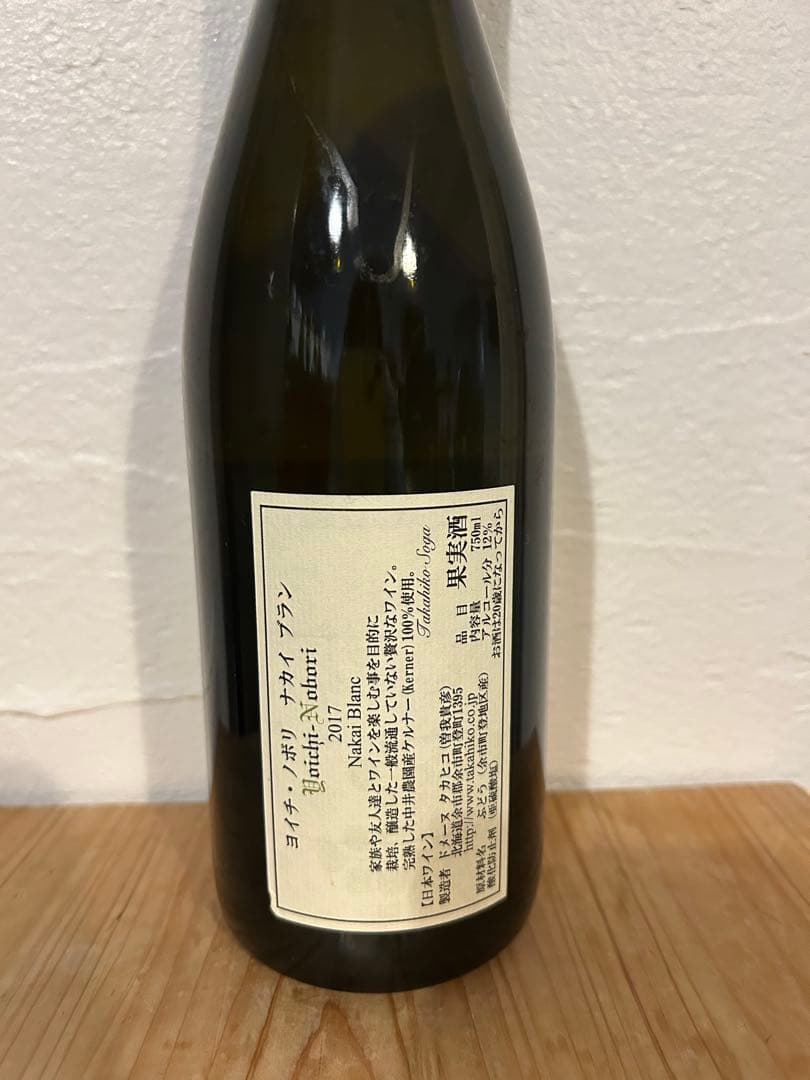 ヨイチ・ノボリ ナカイ ブラン
Yoichi-Nobori
2017
Nakai Blanc
家族や友人達とワインを楽しむ事を目的に
栽培、醸造した一般流通していない贅沢なワイン。
完熟した中井農園産ケルナー(Kerner)100%使用。
Takahiko Soga
【日本ワイン】
製造者 ドメーヌ タカヒコ(曽我貴彦)
北海道余市郡余市町登町1395
http://www.takahiko.co.jp
原材料名 ぶどう（余市町登地区産）
酸化防止剤（亜硫酸塩）
品目 果実酒
内容量 750ml
アルコール分 12%
お酒は20歳になってから